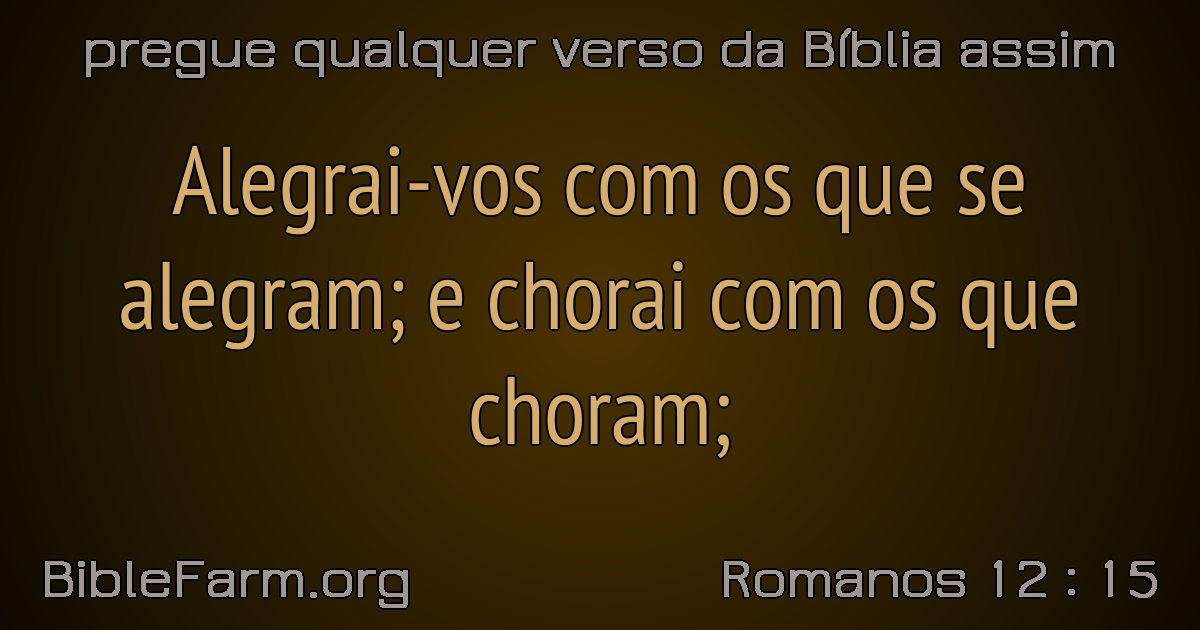 pregue qualquer verso da Bíblia assim
Alegrai-vos com os que se
alegram; e chorai com os que
choram;
BibleFarm.org
Romanos 12 : 15